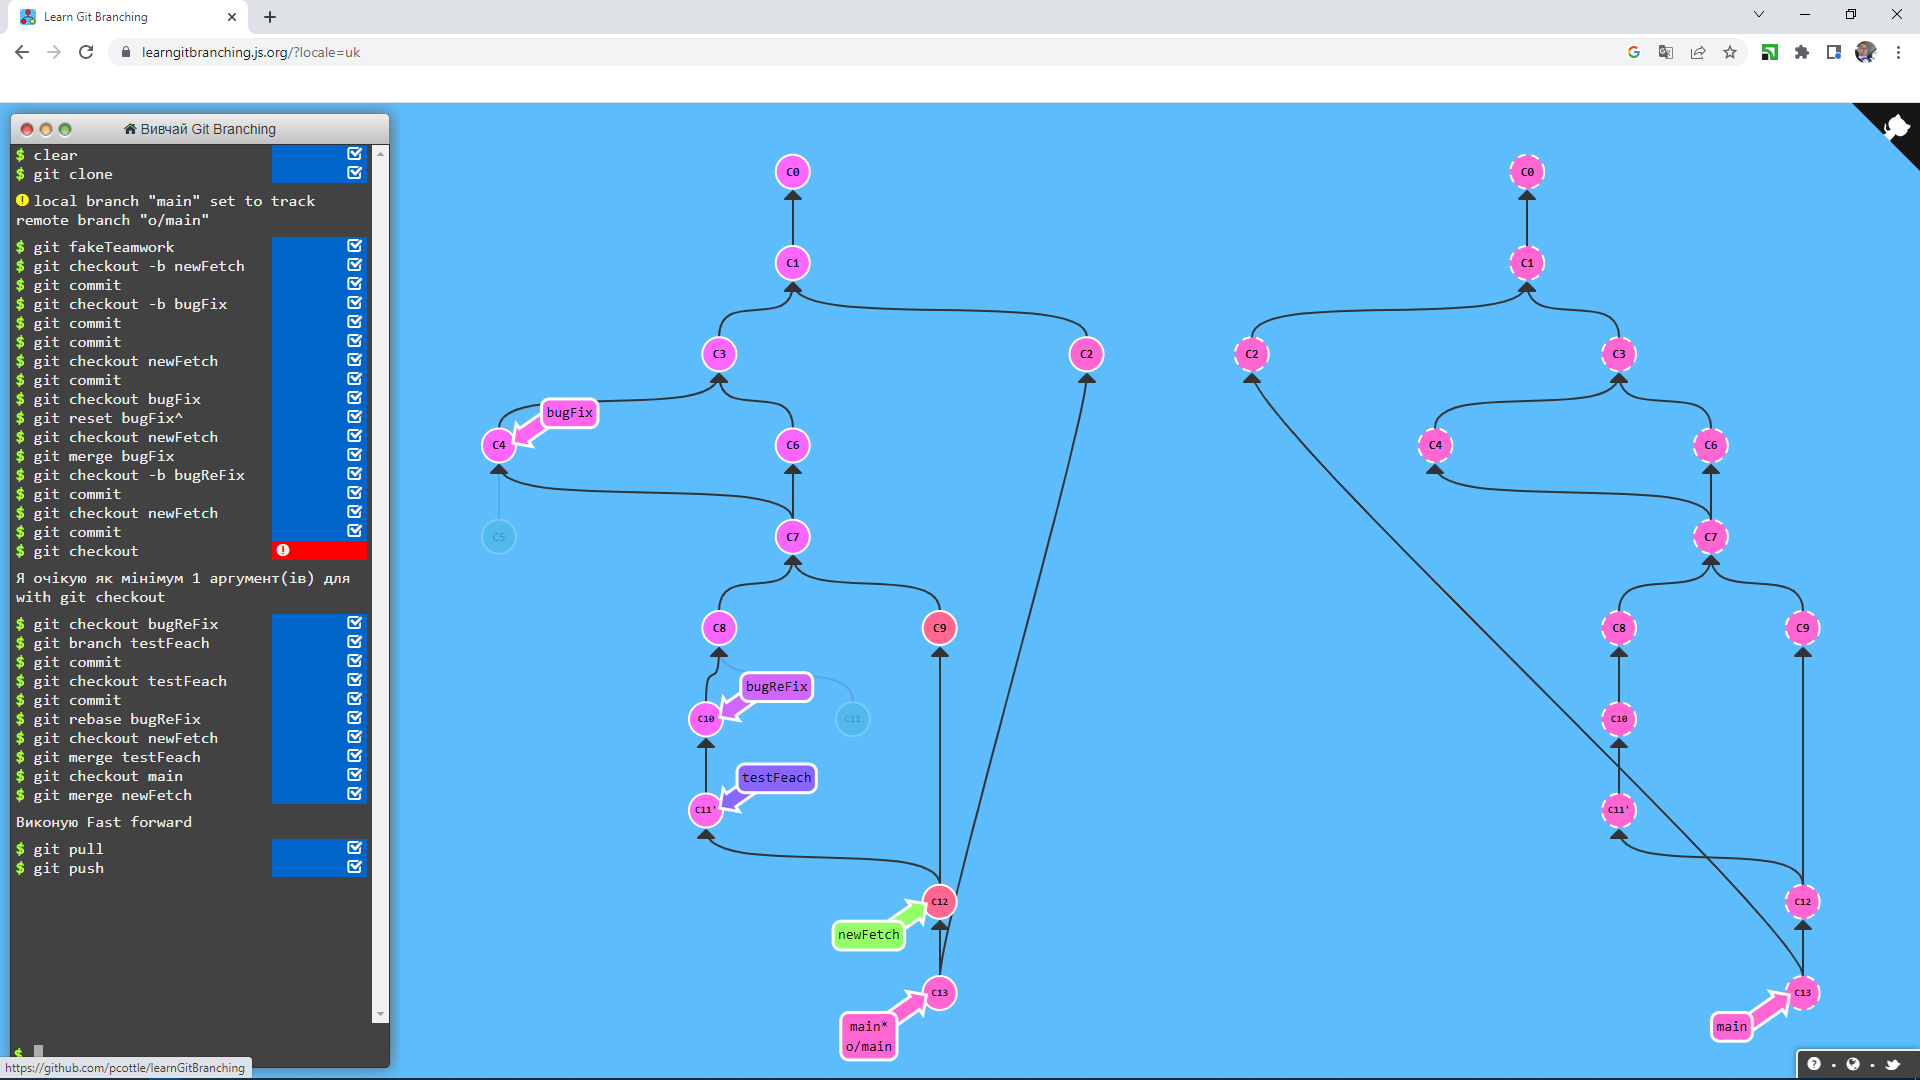 Learn Git Branching
learngitbranching.js.org/?locale=uk
Вивчай Git Branching
$ clear
$ git clone
local branch "main" set to track
remote branch "o/main"
$ git fakeTeamwork
$ git checkout -b newFetch
$ git commit
$ git checkout -b bugFix
$ git commit
$ git commit
$ git checkout newFetch
$ git commit
$ git checkout bugFix
$ git reset bugFix^
$ git checkout newFetch
$ git merge bugFix
$ git checkout -b bugReFix
$ git commit
$ git checkout newFetch
$ git commit
$ git checkout
Я очікую як мінімум 1 аргумент(ів) для
with git checkout
$ git checkout bugReFix
$ git branch testFeach
$ git commit
$ git checkout testFeach
$ git commit
$ git rebase bugReFix
$ git checkout newFetch
$ git merge testFeach
$ git checkout main
$ git merge newFetch
Виконую Fast forward
$ git pull
$ git push
$
https://github.com/pcottle/learnGitBranching
C0
C1
C3
C2
bugFix
C4
C6
C5
C7
C8
C9
bugReFix
C10
C11
testFeach
C11'
C12
newFetch
C13
main*
o/main
C0
C1
C2
C3
C4
C6
C7
C8
C9
C10
C11'
C12
C13
main